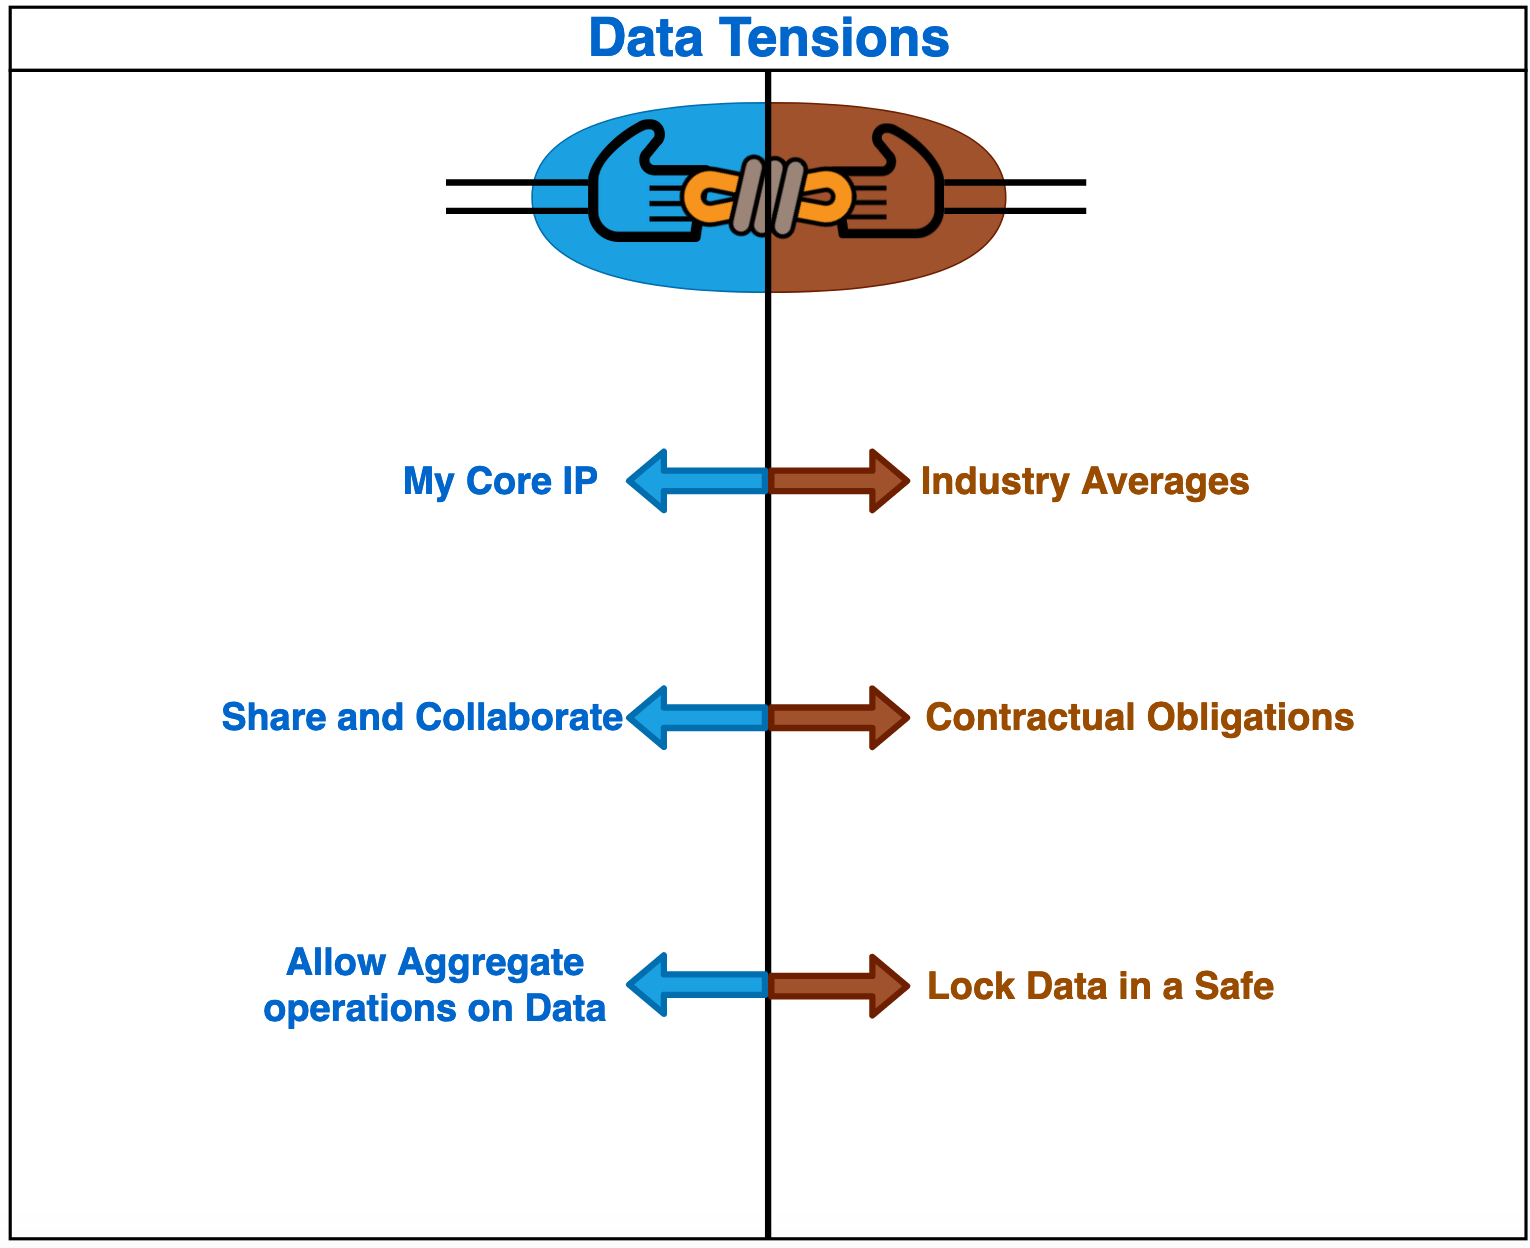 Data Tensions
My Core IP
Industry Averages
Share and Collaborate
Contractual Obligations
Allow Aggregate
operations on Data
Lock Data in a Safe